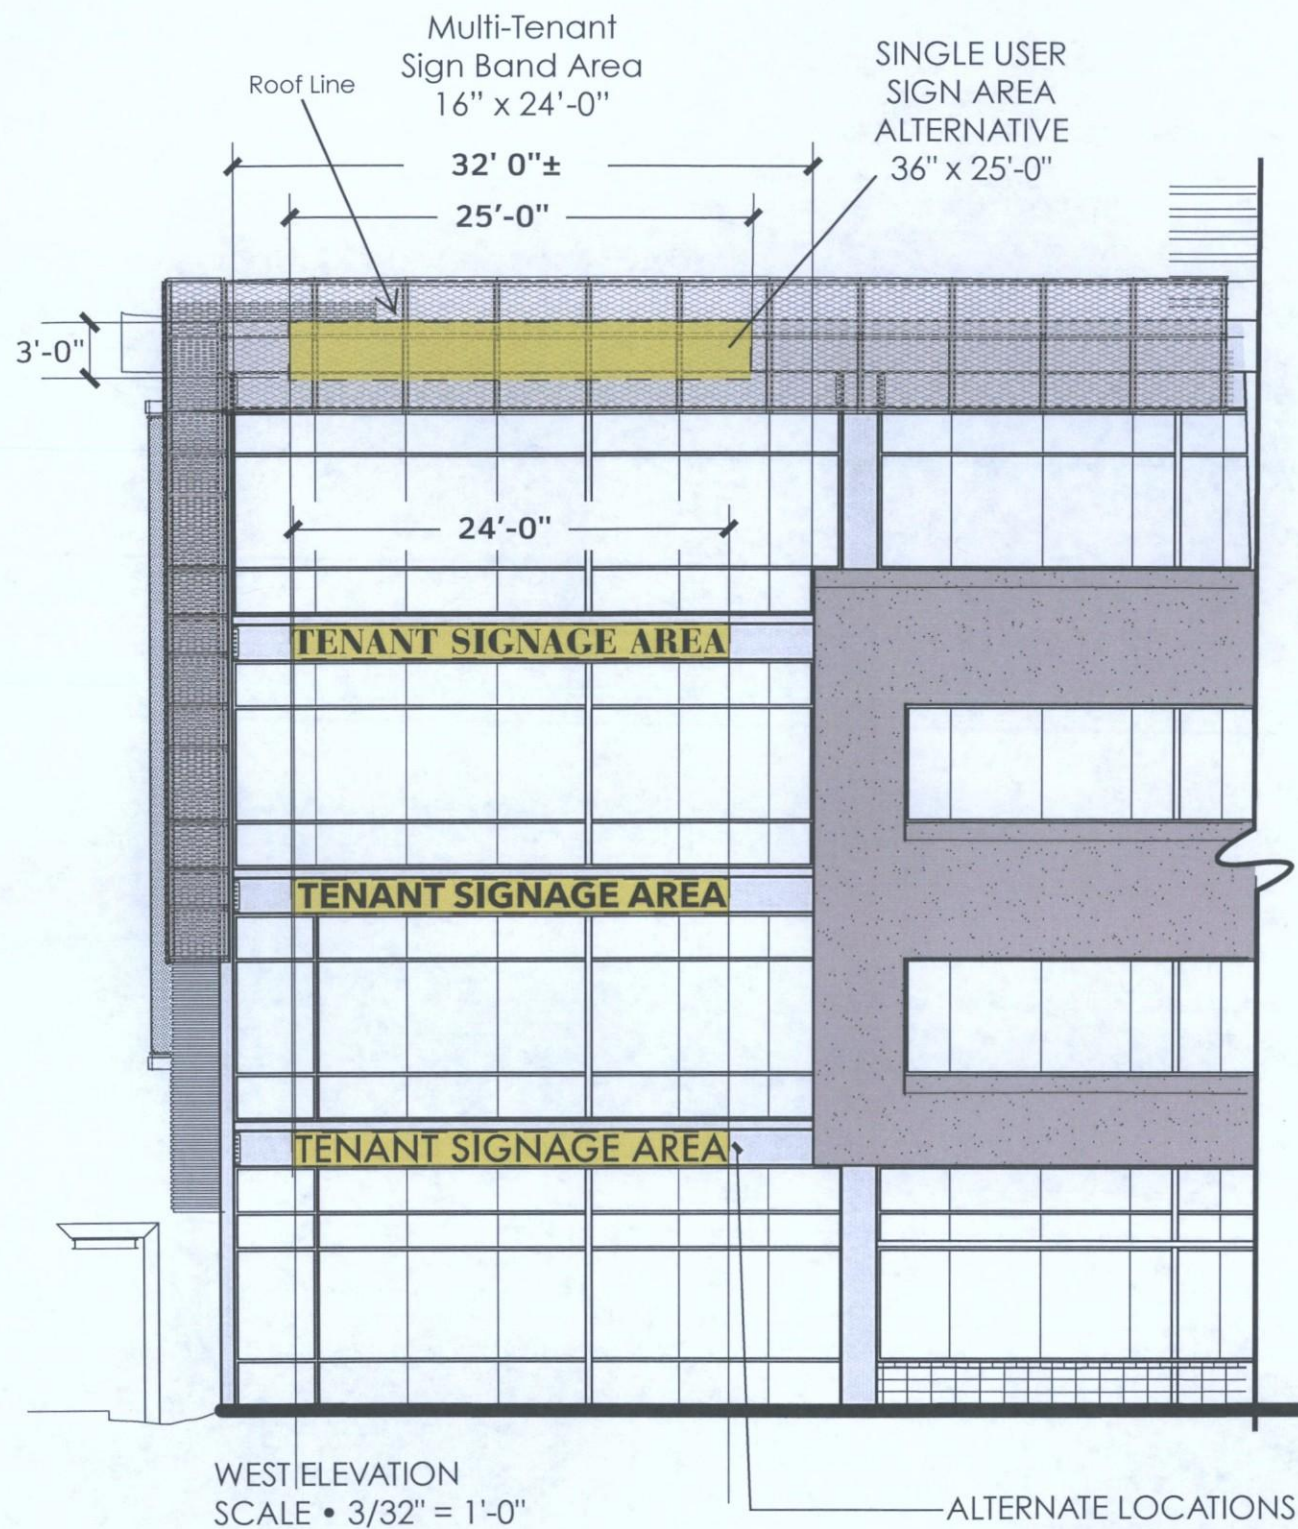 Multi-Tenant
Sign Band Area
16" x 24'-0"
Roof Line
SINGLE USER
SIGN AREA
ALTERNATIVE
36" x 25'-0"
32' 0"±
25'-0"
3'-0"
24'-0"
TENANT SIGNAGE AREA
TENANT SIGNAGE AREA
TENANT SIGNAGE AREA
WEST ELEVATION
SCALE • 3/32" = 1'-0"
ALTERNATE LOCATIONS